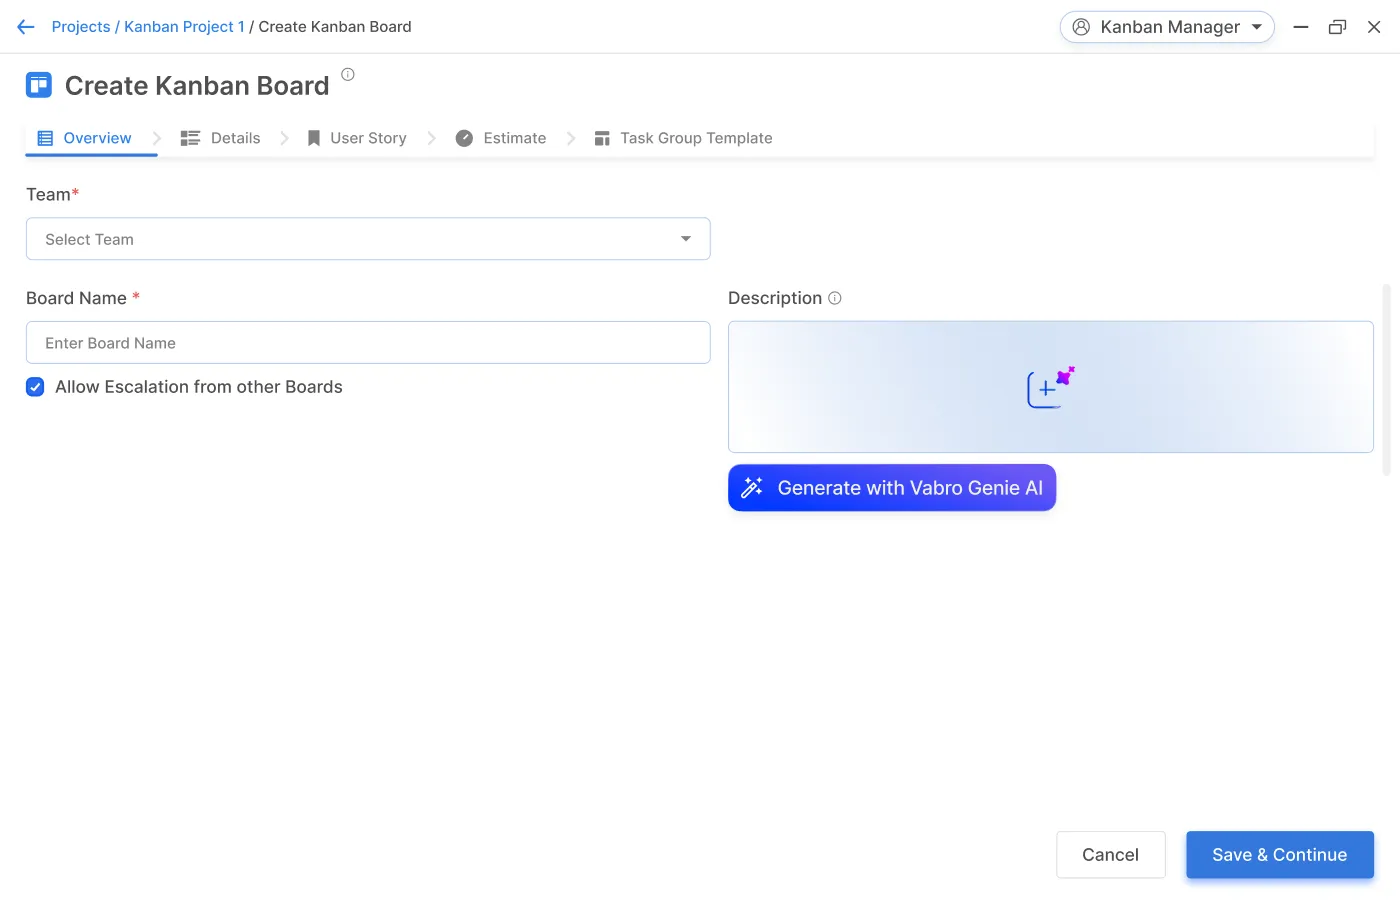 Projects / Kanban Project 1 / Create Kanban Board
Kanban Manager
Create Kanban Board
Overview
Details
User Story
Estimate
Task Group Template
Team*
Select Team
Board Name *
Enter Board Name
Allow Escalation from other Boards
Description
Generate with Vabro Genie AI
Cancel
Save & Continue